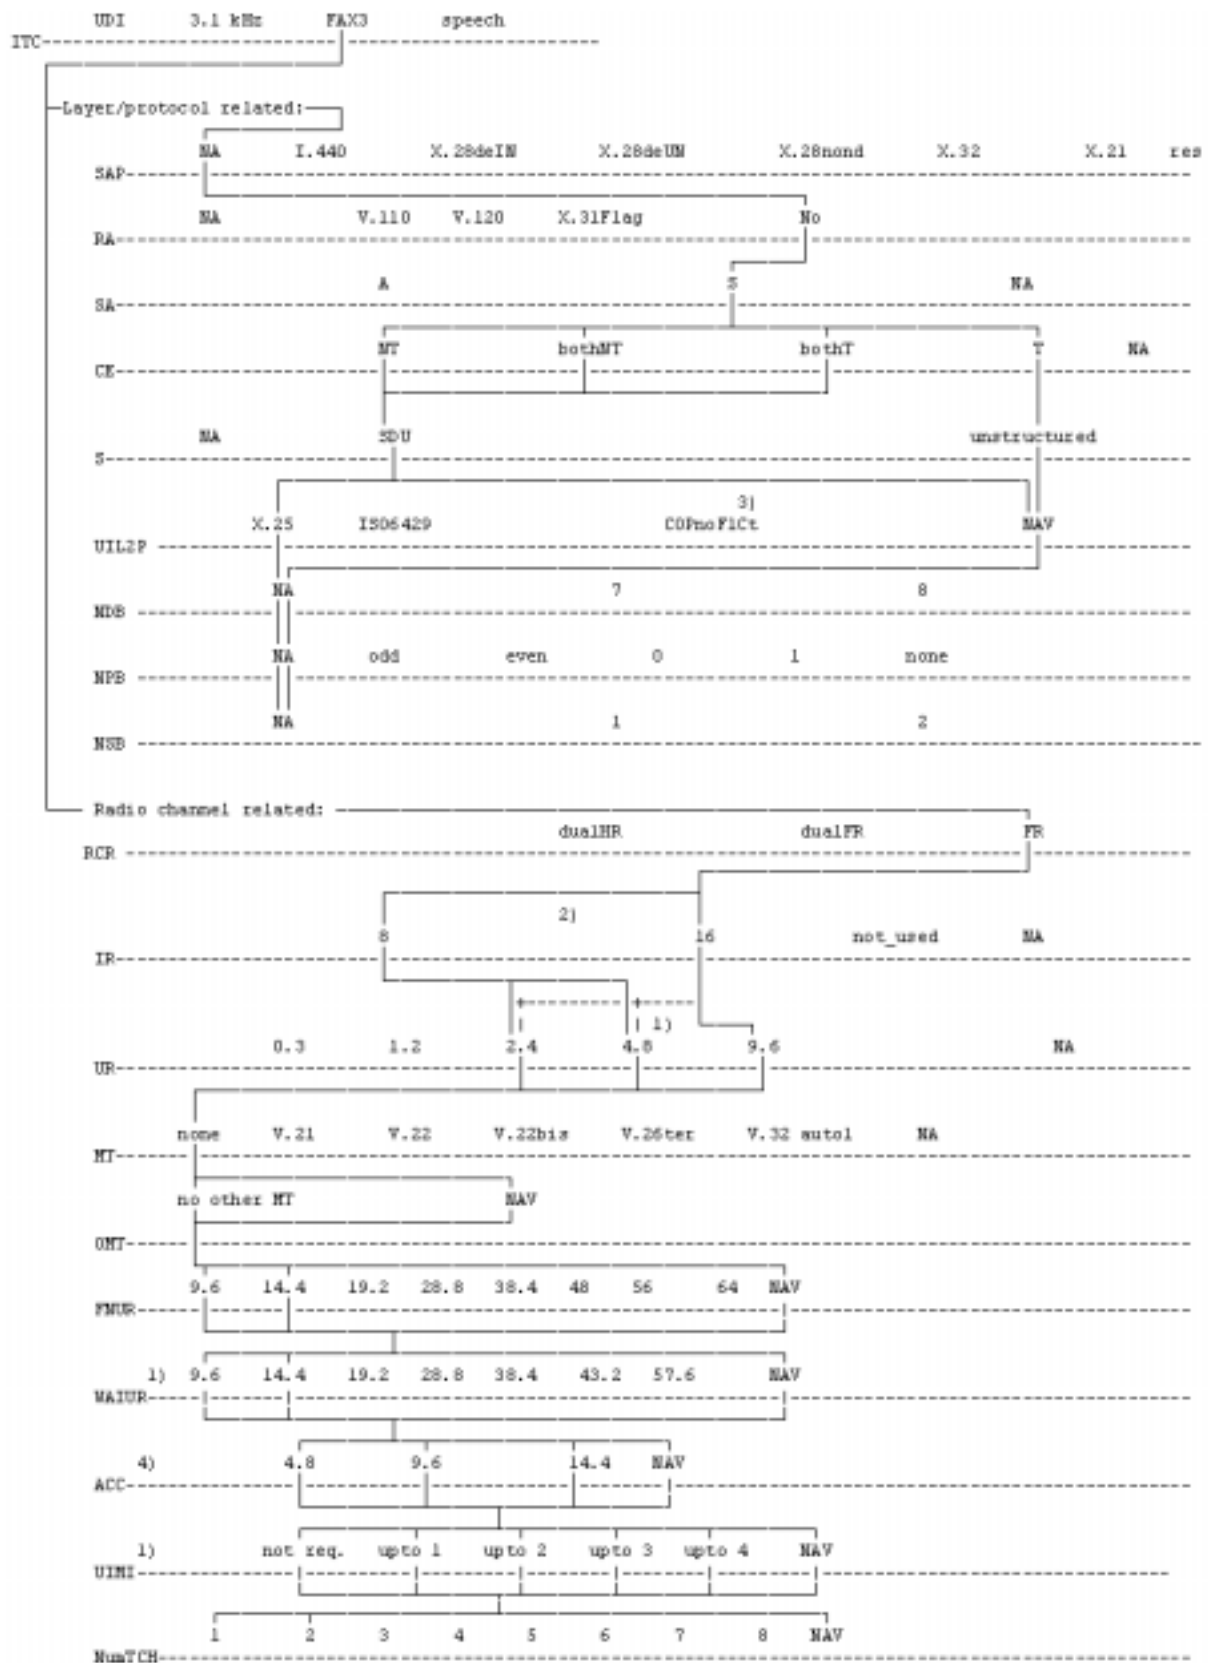 UDI 3.1 kHz FAX3 speech
ITC
Layer/protocol related:
NA I.440 X.28deIN X.28deUN X.28nond X.32 X.21 res
SAP
NA V.110 V.120 X.31Flag No
RA
A S NA
SA
NT bothNT bothT T NA
CE
NA SDU unstructured
S
3)
X.25 ISO6429 COPnoFlCt NAV
UIL2P
NA 7 8
NDB
NA odd even 0 1 none
NPB
NA 1 2
NSB
Radio channel related:
dualHR dualFR FR
RCR
2)
8 16 not_used NA
IR
1)
0.3 1.2 2.4 4.8 9.6 NA
UR
none V.21 V.22 V.22bis V.26ter V.32 auto1 NA
MT
no other MT NAV
OMT
9.6 14.4 19.2 28.8 38.4 48 56 64 NAV
FNUR
1) 9.6 14.4 19.2 28.8 38.4 43.2 57.6 NAV
WAIUR
4) 4.8 9.6 14.4 NAV
ACC
1) not req. upto 1 upto 2 upto 3 upto 4 NAV
UIMI
1 2 3 4 5 6 7 8 NAV
NumTCH